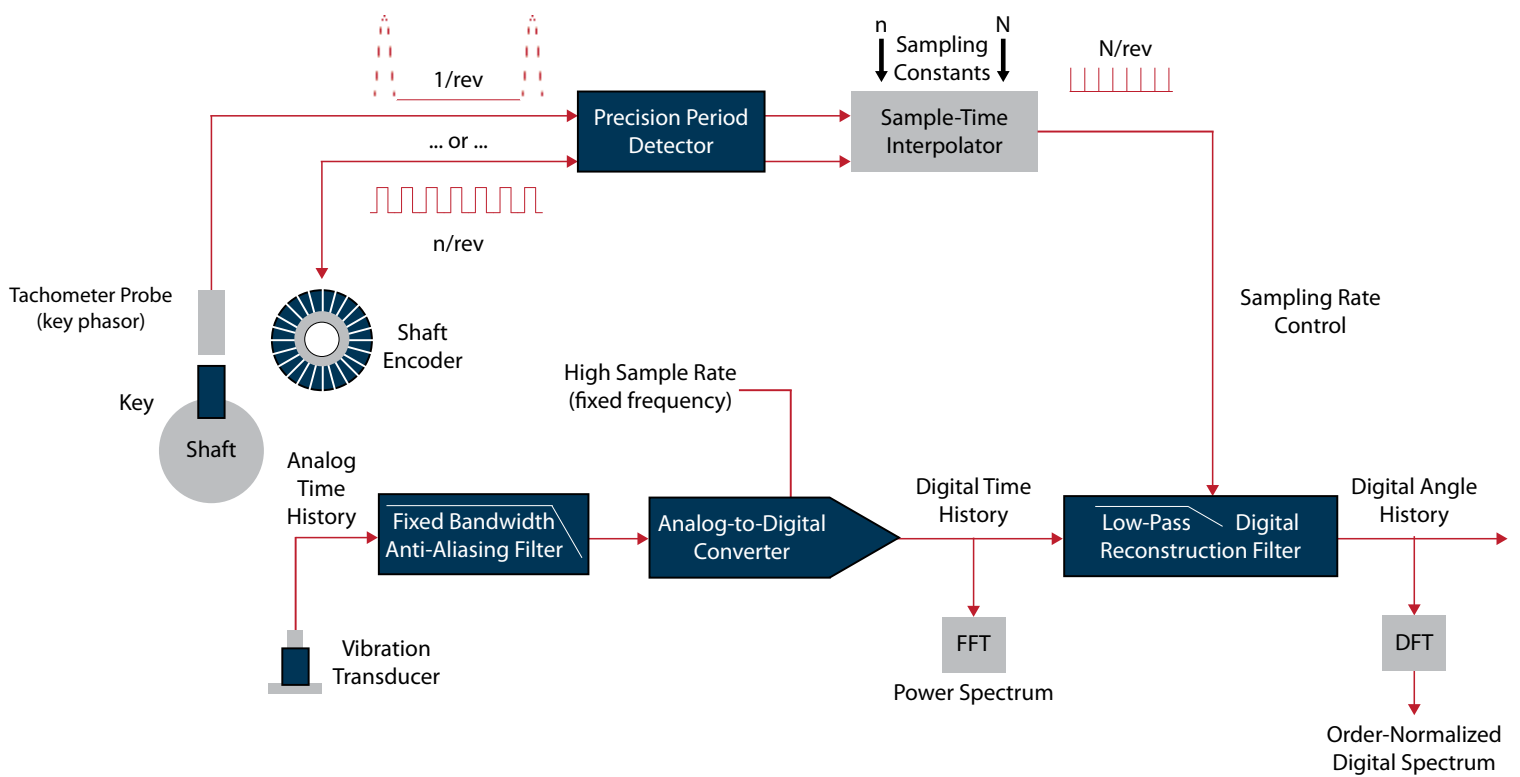 n
N
Sampling
Constants
N/rev
1/rev
Precision Period
Detector
Sample-Time
Interpolator
... or ...
n/rev
Tachometer Probe
(key phasor)
Shaft
Encoder
Sampling Rate
Control
High Sample Rate
(fixed frequency)
Key
Shaft
Analog
Time
History
Fixed Bandwidth
Anti-Aliasing Filter
Analog-to-Digital
Converter
Digital Time
History
Low-Pass Digital
Reconstruction Filter
Digital Angle
History
Vibration
Transducer
FFT
Power Spectrum
DFT
Order-Normalized
Digital Spectrum